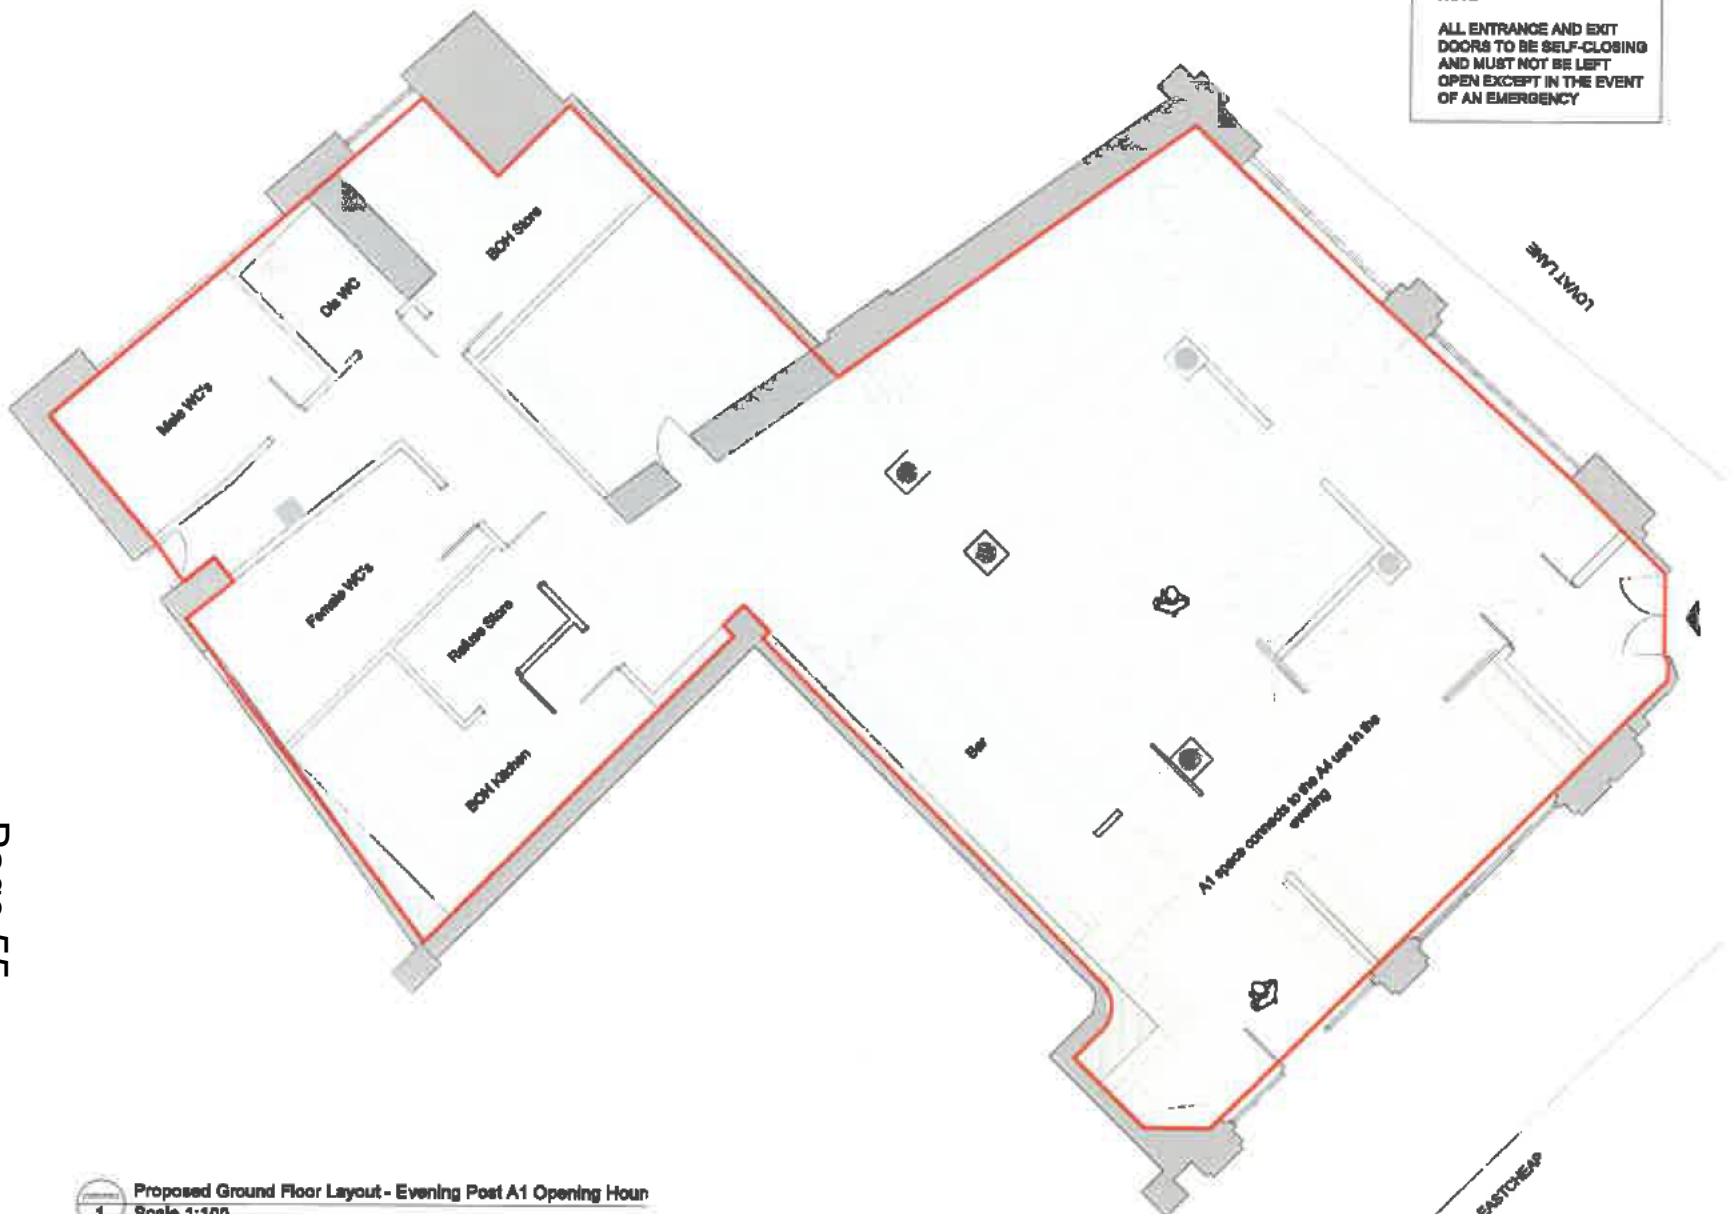 ALL ENTRANCE AND EXIT
DOORS TO BE SELF-CLOSING
AND MUST NOT BE LEFT
OPEN EXCEPT IN THE EVENT
OF AN EMERGENCY
LOVAT LANE
BOH Store
Dis WC
Male WC's
Female WC's
Refuse Store
BOH Kitchen
Bar
A1 space connects to the A4 use in the
evening
EASTCHEAP
Proposed Ground Floor Layout - Evening Post A1 Opening Hour
1
Scale 1:100